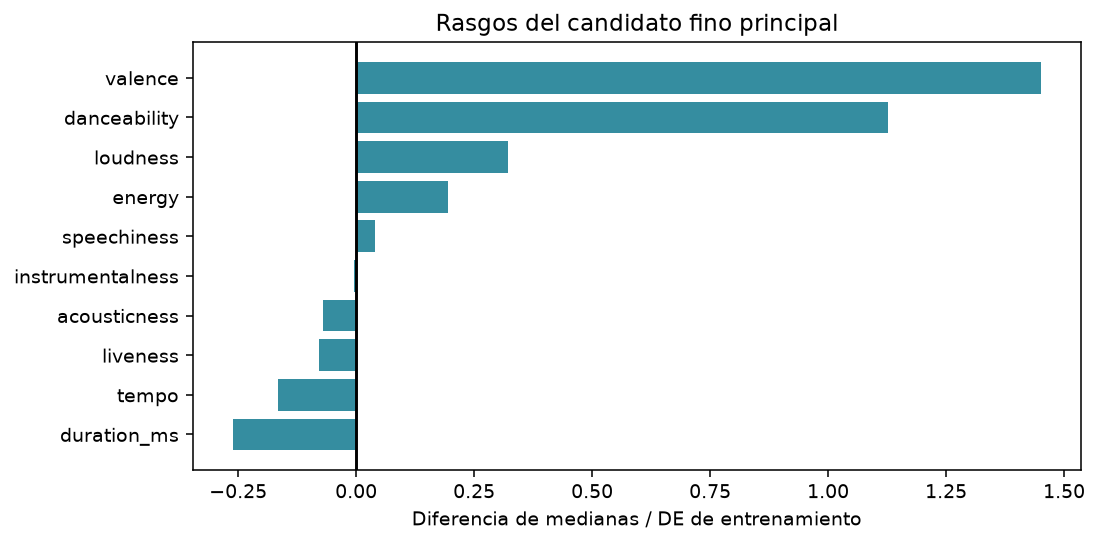 Rasgos del candidato fino principal
valence
danceability
loudness
energy
speechiness
instrumentalness
acousticness
liveness
tempo
duration_ms
−0.25 0.00 0.25 0.50 0.75 1.00 1.25 1.50
Diferencia de medianas / DE de entrenamiento